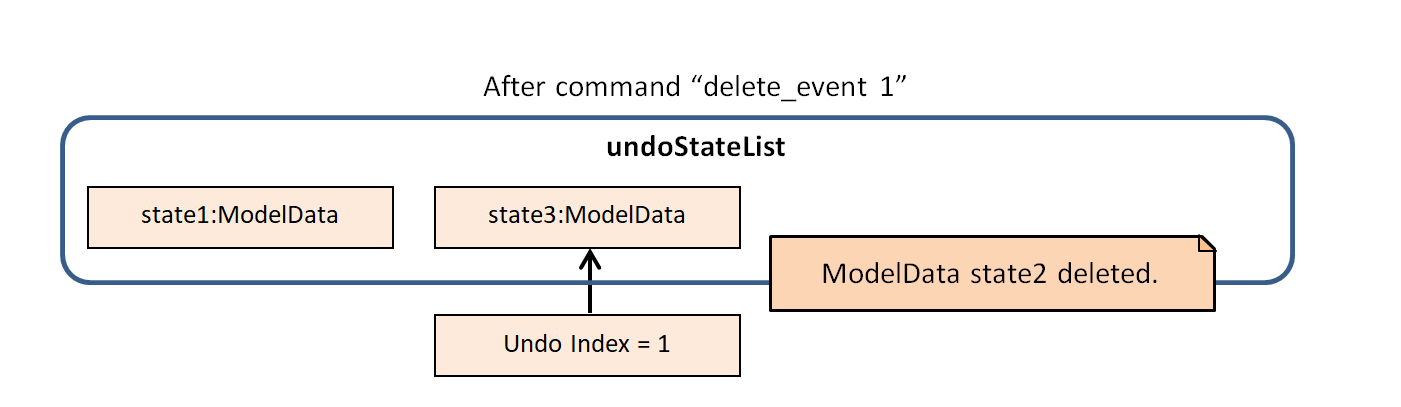 After command “delete_event 1”
undoStateList
state1:ModelData
state3:ModelData
ModelData state2 deleted.
Undo Index = 1